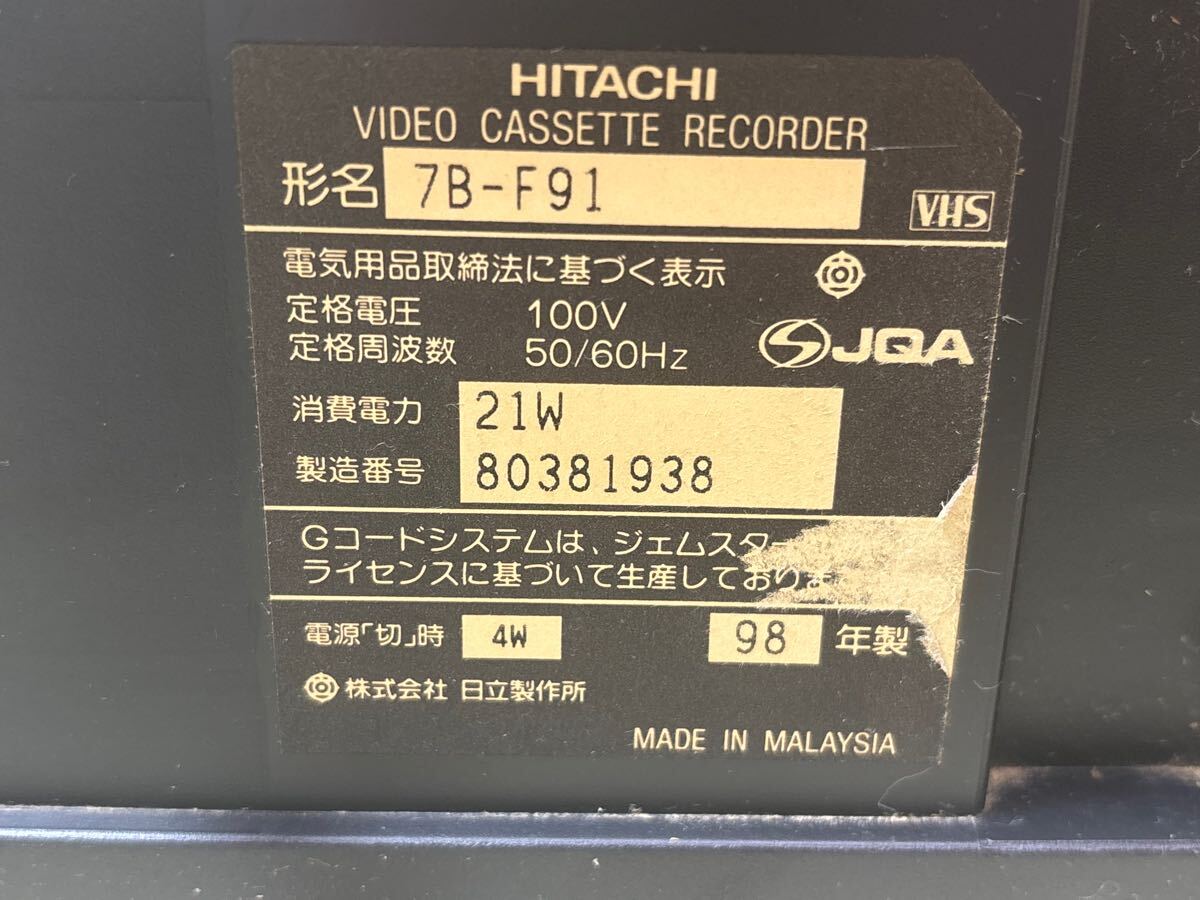 HITACHI
VIDEO CASSETTE RECORDER
形名 7B-F91
VHS
電気用品取締法に基づく表示
定格電圧 100V
定格周波数 50/60Hz
JQA
消費電力 21W
製造番号 80381938
Gコードシステムは、ジェムスター
ライセンスに基づいて生産しておりま
電源「切」時 4W 98 年製
株式会社 日立製作所
MADE IN MALAYSIA